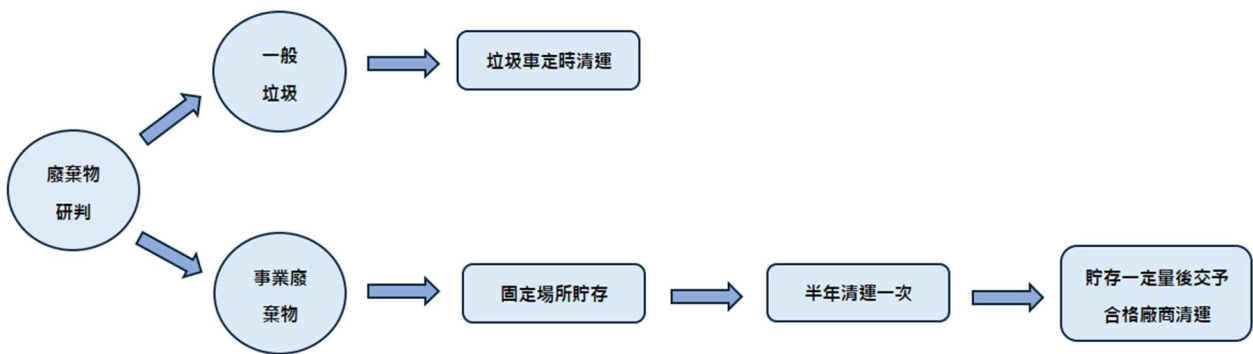 一般
垃圾
垃圾車定時清運
廢棄物
研判
事業廢
棄物
固定場所貯存
半年清運一次
貯存一定量後交予
合格廠商清運